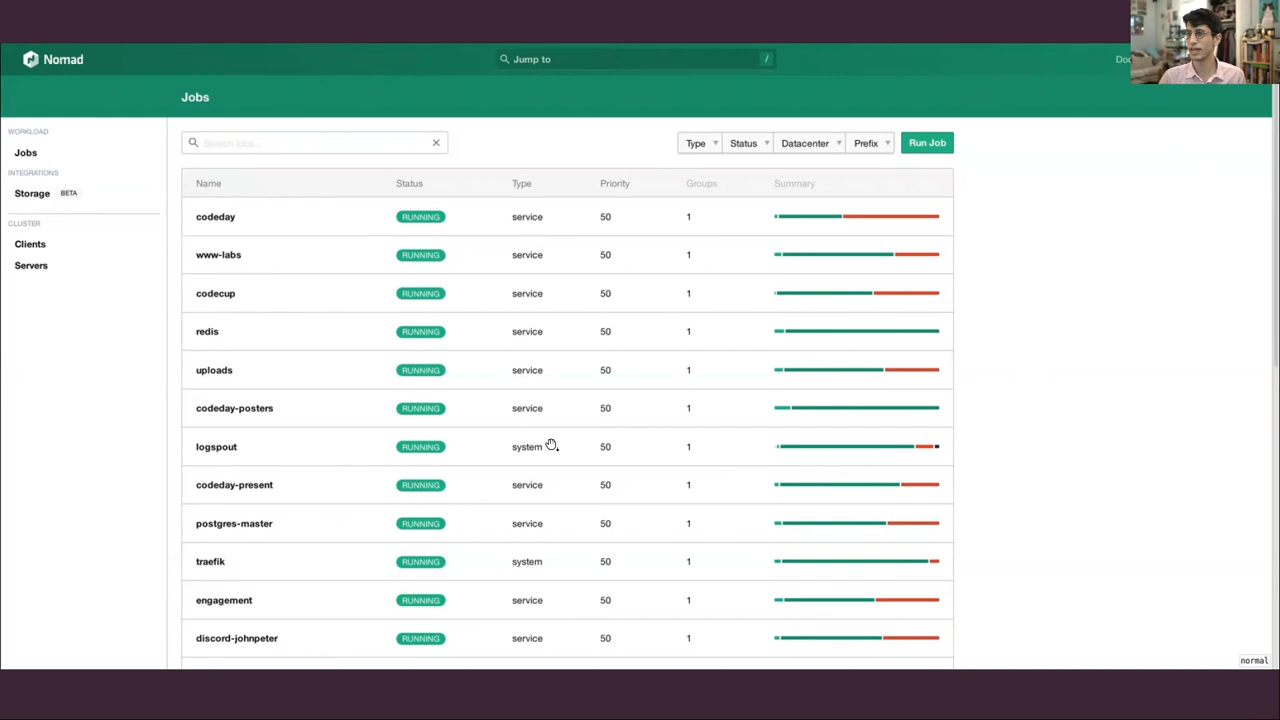 Nomad
Jump to
/
Jobs
WORKLOAD
Jobs
INTEGRATIONS
Storage BETA
CLUSTER
Clients
Servers
Search jobs...
Type Status Datacenter Prefix Run Job
Name Status Type Priority Groups Summary
codeday RUNNING service 50 1
www-labs RUNNING service 50 1
codecup RUNNING service 50 1
redis RUNNING service 50 1
uploads RUNNING service 50 1
codeday-posters RUNNING service 50 1
logspout RUNNING system 50 1
codeday-present RUNNING service 50 1
postgres-master RUNNING service 50 1
traefik RUNNING system 50 1
engagement RUNNING service 50 1
discord-johnpeter RUNNING service 50 1
normal